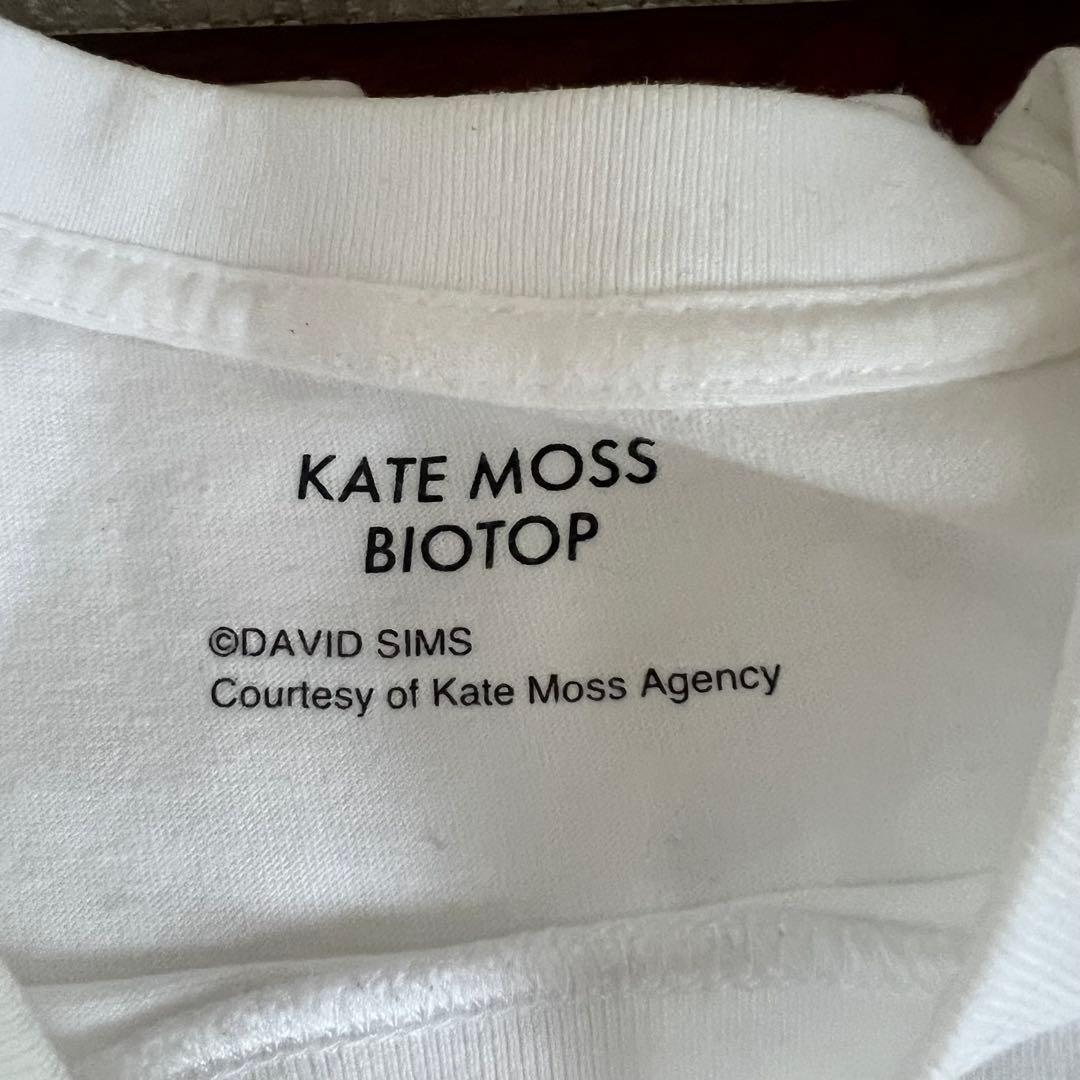 KATE MOSS
BIOTOP
©DAVID SIMS
Courtesy of Kate Moss Agency